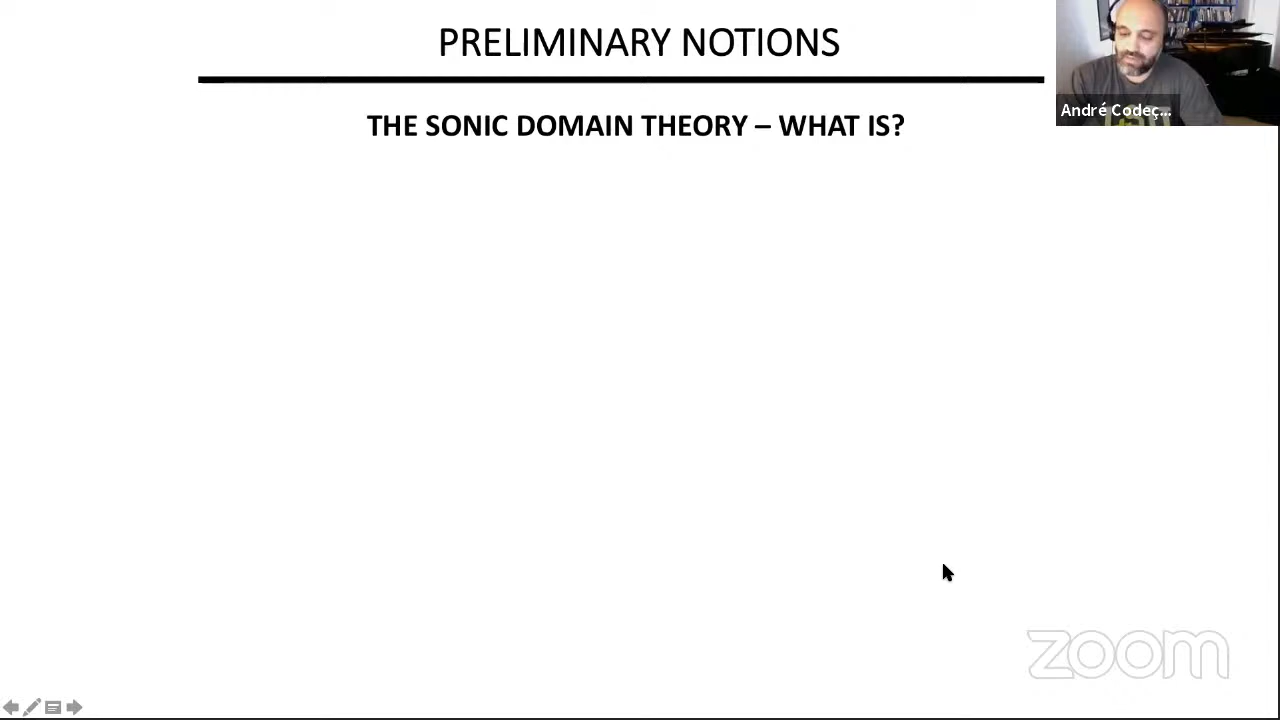 PRELIMINARY NOTIONS
THE SONIC DOMAIN THEORY – WHAT IS?
André Codeç...
zoom